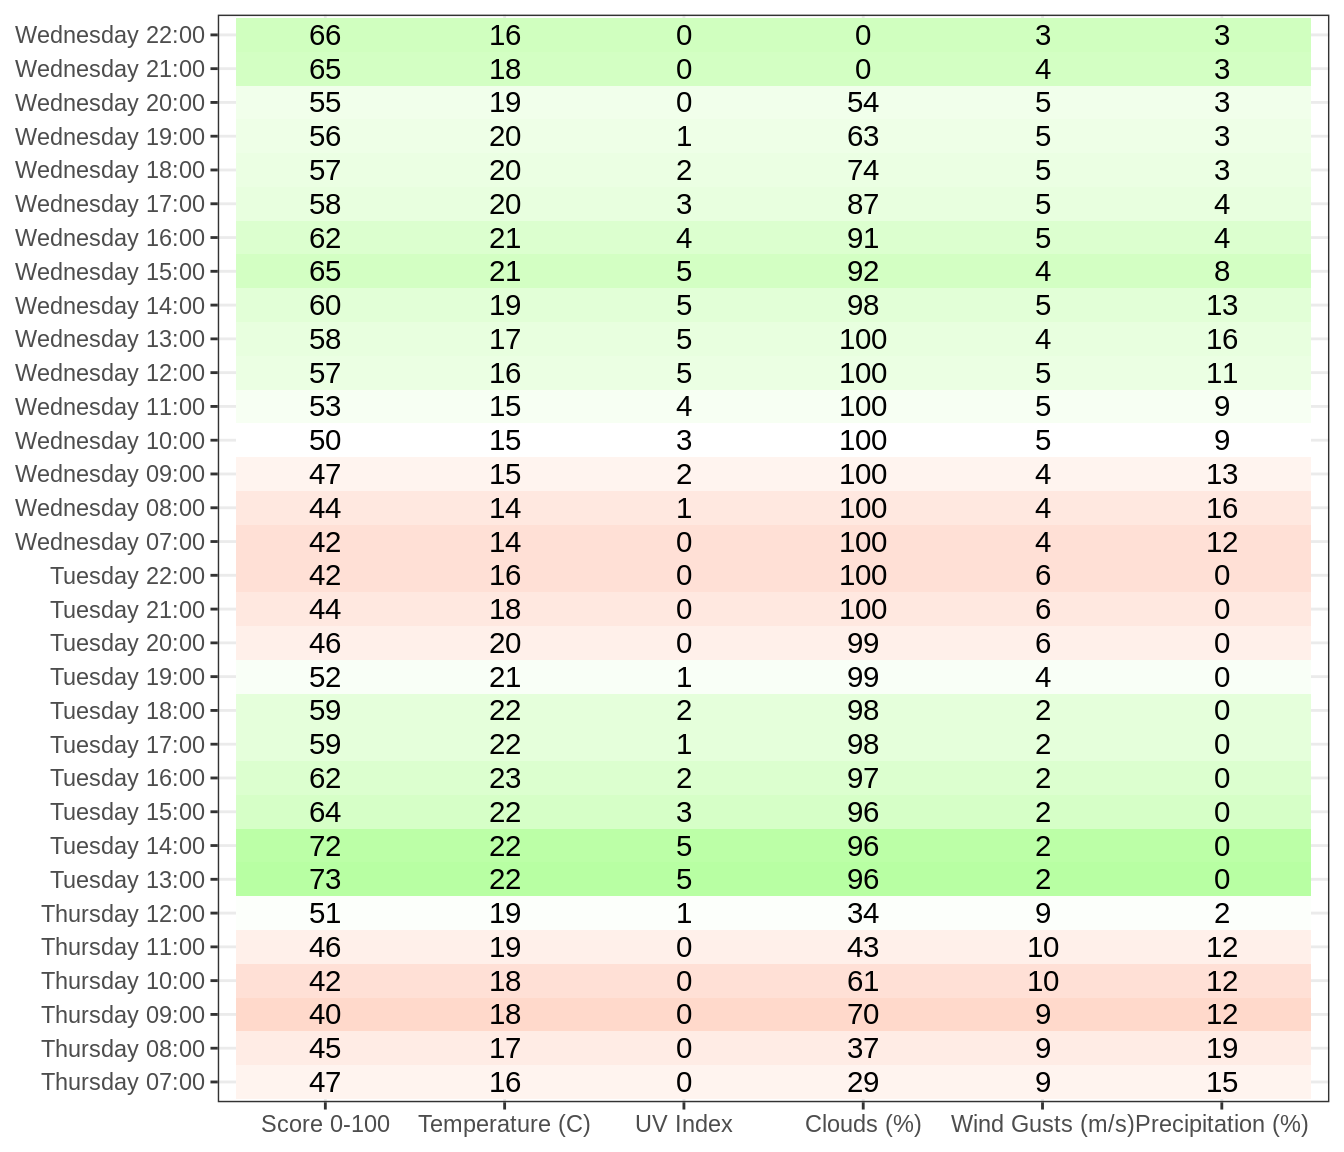 Wednesday 22:00 66 16 0 0 3 3
Wednesday 21:00 65 18 0 0 4 3
Wednesday 20:00 55 19 0 54 5 3
Wednesday 19:00 56 20 1 63 5 3
Wednesday 18:00 57 20 2 74 5 3
Wednesday 17:00 58 20 3 87 5 4
Wednesday 16:00 62 21 4 91 5 4
Wednesday 15:00 65 21 5 92 4 8
Wednesday 14:00 60 19 5 98 5 13
Wednesday 13:00 58 17 5 100 4 16
Wednesday 12:00 57 16 5 100 5 11
Wednesday 11:00 53 15 4 100 5 9
Wednesday 10:00 50 15 3 100 5 9
Wednesday 09:00 47 15 2 100 4 13
Wednesday 08:00 44 14 1 100 4 16
Wednesday 07:00 42 14 0 100 4 12
Tuesday 22:00 42 16 0 100 6 0
Tuesday 21:00 44 18 0 100 6 0
Tuesday 20:00 46 20 0 99 6 0
Tuesday 19:00 52 21 1 99 4 0
Tuesday 18:00 59 22 2 98 2 0
Tuesday 17:00 59 22 1 98 2 0
Tuesday 16:00 62 23 2 97 2 0
Tuesday 15:00 64 22 3 96 2 0
Tuesday 14:00 72 22 5 96 2 0
Tuesday 13:00 73 22 5 96 2 0
Thursday 12:00 51 19 1 34 9 2
Thursday 11:00 46 19 0 43 10 12
Thursday 10:00 42 18 0 61 10 12
Thursday 09:00 40 18 0 70 9 12
Thursday 08:00 45 17 0 37 9 19
Thursday 07:00 47 16 0 29 9 15
Score 0-100 Temperature (C) UV Index Clouds (%) Wind Gusts (m/s) Precipitation (%)